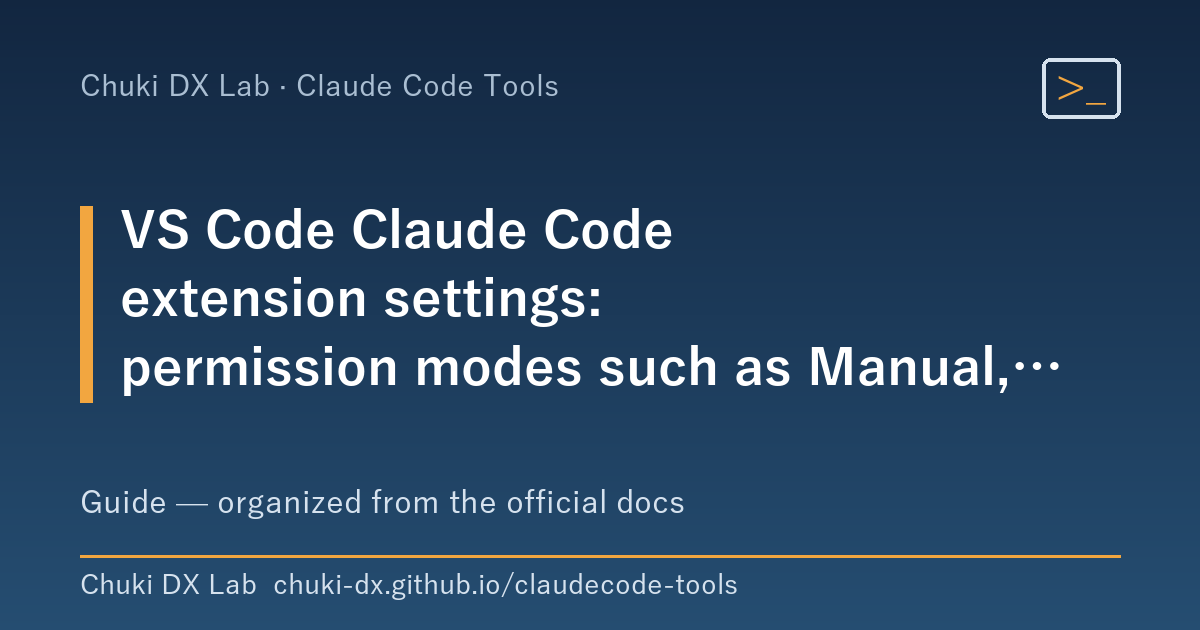 Chuki DX Lab · Claude Code Tools
>_
VS Code Claude Code
extension settings:
permission modes such as Manual,…
Guide — organized from the official docs
Chuki DX Lab chuki-dx.github.io/claudecode-tools